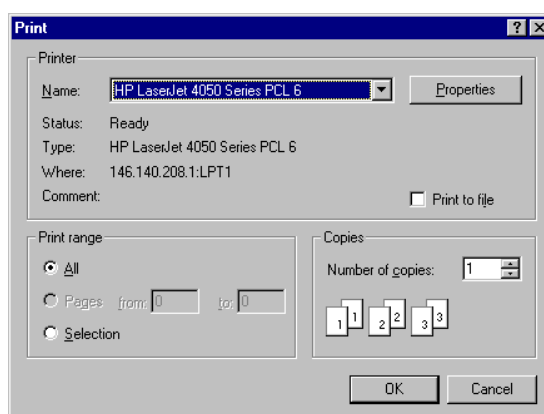 Print
Printer
Name: HP LaserJet 4050 Series PCL 6 Properties
Status: Ready
Type: HP LaserJet 4050 Series PCL 6
Where: 146.140.208.1:LPT1
Comment: Print to file
Print range
All
Pages from: 0 to: 0
Selection
Copies
Number of copies: 1
1 1 2 2 3 3
OK Cancel